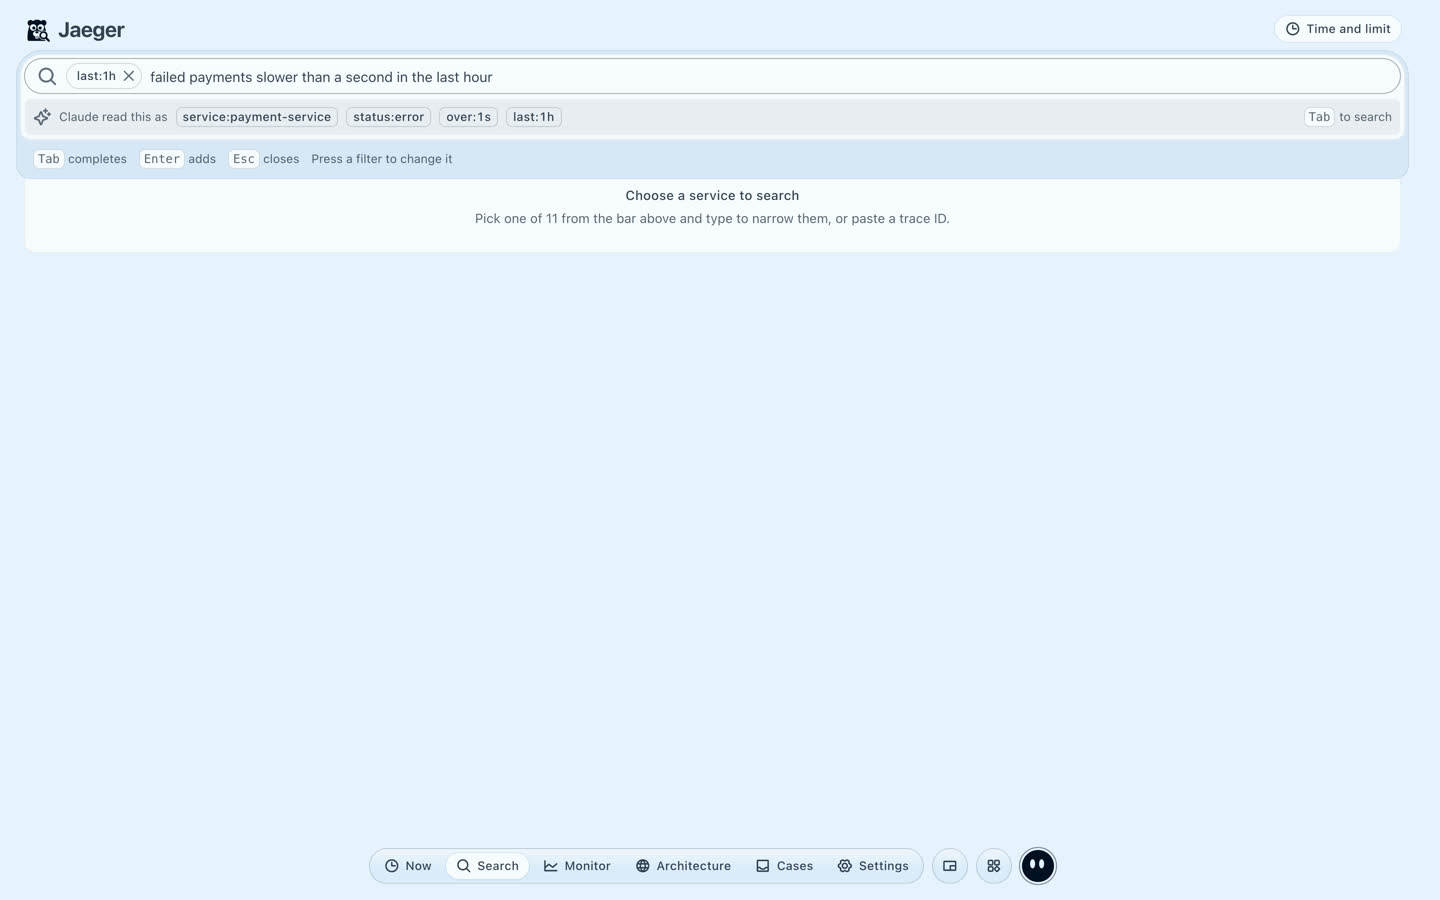 Jaeger
Time and limit
last:1h failed payments slower than a second in the last hour
Claude read this as service:payment-service status:error over:1s last:1h Tab to search
Tab completes Enter adds Esc closes Press a filter to change it
Choose a service to search
Pick one of 11 from the bar above and type to narrow them, or paste a trace ID.
Now Search Monitor Architecture Cases Settings